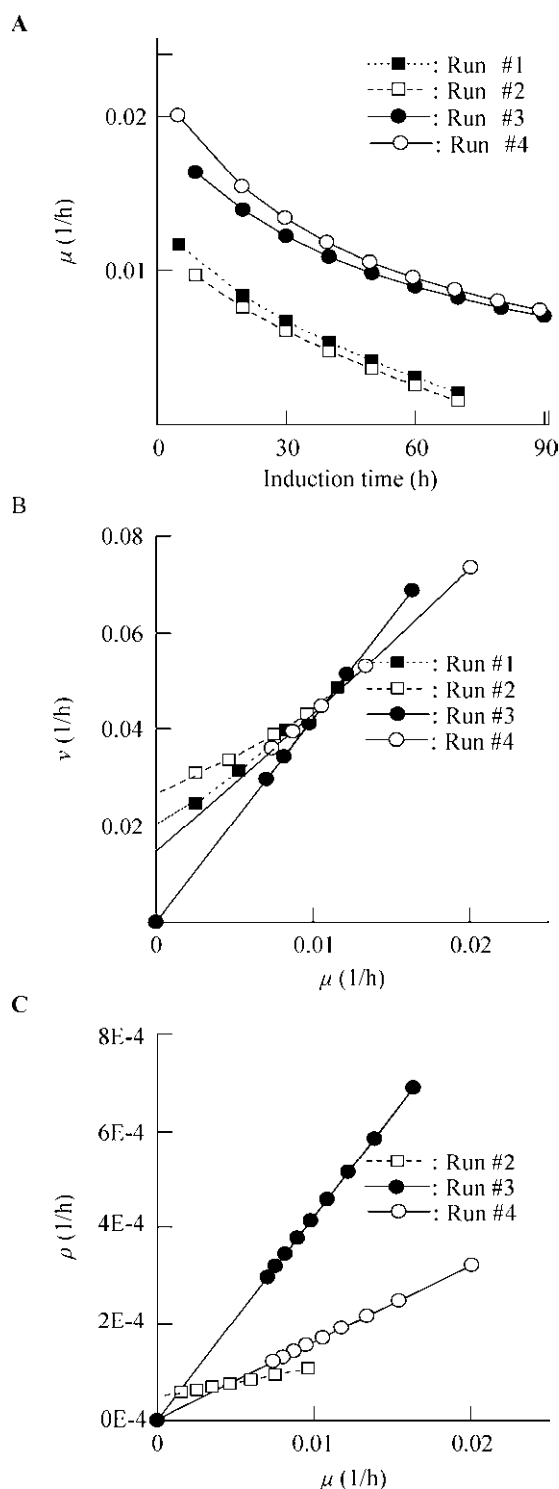 A
: Run #1
: Run #2
: Run #3
: Run #4
0.02
0.01
μ (1/h)
0 30 60 90
Induction time (h)
B
0.08
0.06
0.04
0.02
ν (1/h)
: Run #1
: Run #2
: Run #3
: Run #4
0 0.01 0.02
μ (1/h)
C
8E-4
6E-4
4E-4
2E-4
0E-4
ρ (1/h)
: Run #2
: Run #3
: Run #4
0 0.01 0.02
μ (1/h)